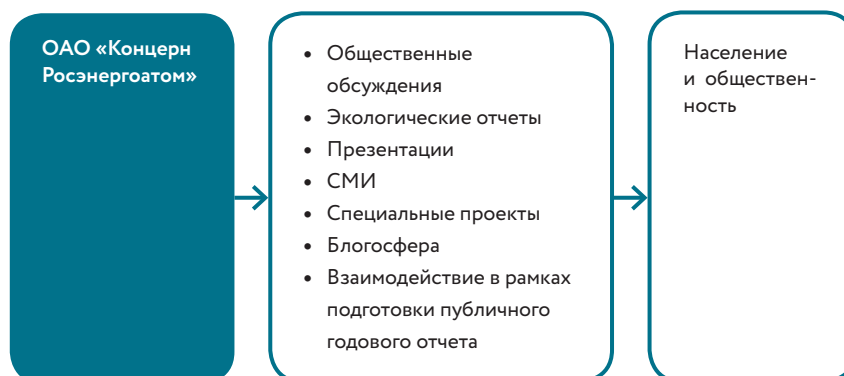 ОАО «Концерн
Росэнергоатом»
• Общественные
обсуждения
• Экологические отчеты
• Презентации
• СМИ
• Специальные проекты
• Блогосфера
• Взаимодействие в рамках
подготовки публичного
годового отчета
Население
и обществен-
ность